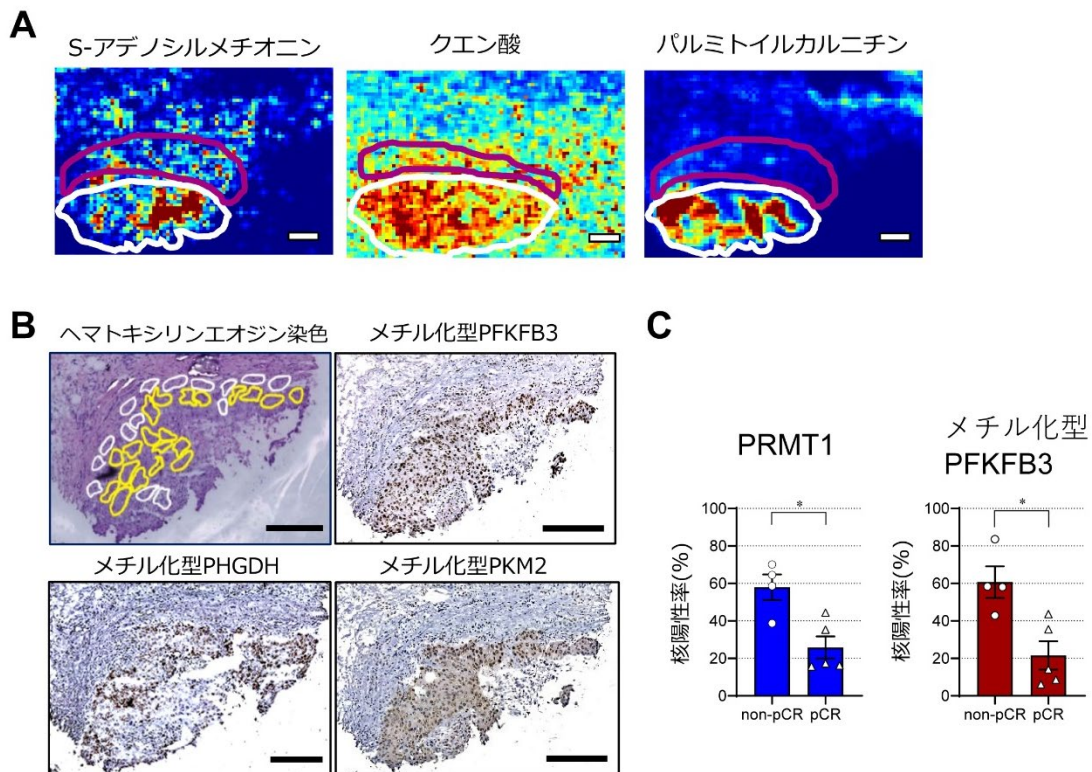 A
S-アデノシルメチオニン
クエン酸
パルミトイルカルニチン
B
ヘマトキシリンエオジン染色
メチル化型PFKFB3
メチル化型PHGDH
メチル化型PKM2
C
PRMT1
核陽性率(%)
100
80
60
40
20
0
*
non-pCR
pCR
メチル化型
PFKFB3
核陽性率(%)
100
80
60
40
20
0
*
non-pCR
pCR